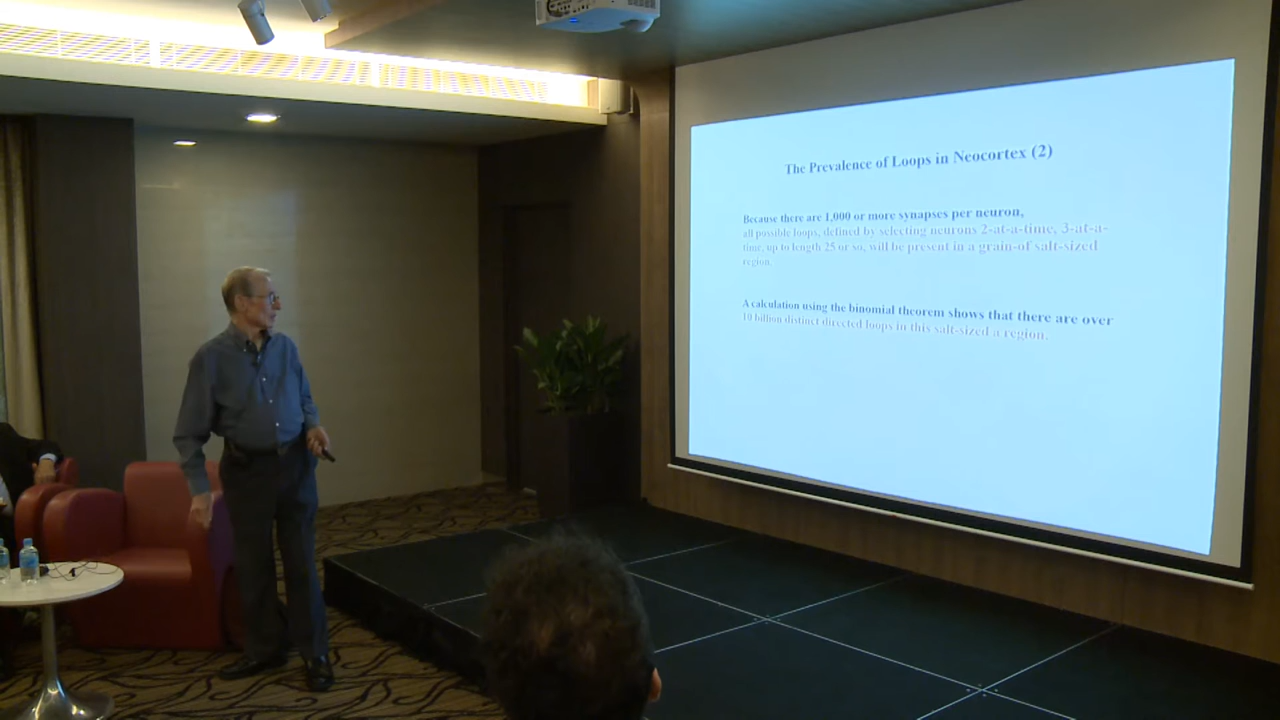 The Prevalence of Loops in Neocortex (2)
Because there are 1,000 or more synapses per neuron,
all possible loops, defined by selecting neurons 2-at-a-time, 3-at-a-
time, up to length 25 or so, will be present in a grain-of salt-sized
region.
A calculation using the binomial theorem shows that there are over
10 billion distinct directed loops in this salt-sized a region.